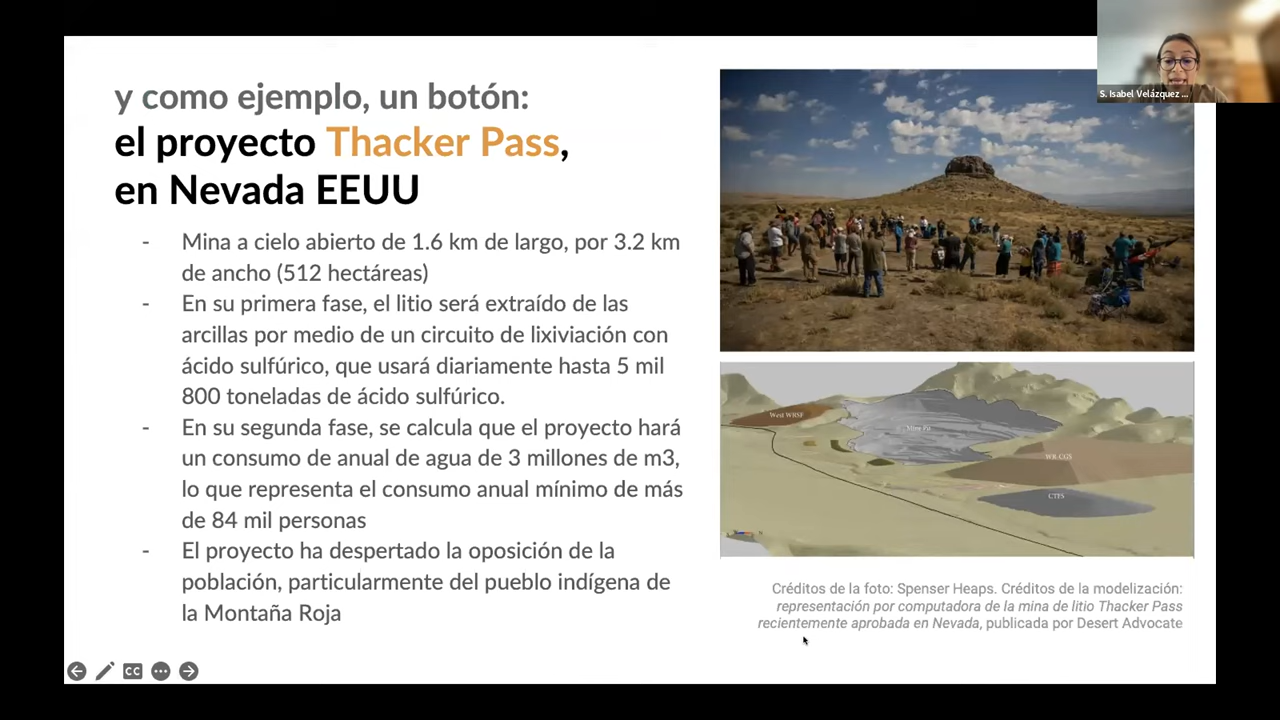 y como ejemplo, un botón:
el proyecto Thacker Pass,
en Nevada EEUU
- Mina a cielo abierto de 1.6 km de largo, por 3.2 km
de ancho (512 hectáreas)
- En su primera fase, el litio será extraído de las
arcillas por medio de un circuito de lixiviación con
ácido sulfúrico, que usará diariamente hasta 5 mil
800 toneladas de ácido sulfúrico.
- En su segunda fase, se calcula que el proyecto hará
un consumo de anual de agua de 3 millones de m3,
lo que representa el consumo anual mínimo de más
de 84 mil personas
- El proyecto ha despertado la oposición de la
población, particularmente del pueblo indígena de
la Montaña Roja
S. Isabel Velázquez ...
West WRSF
Mine Pit
WR CGS
CTFS
Créditos de la foto: Spenser Heaps. Créditos de la modelización:
representación por computadora de la mina de litio Thacker Pass
recientemente aprobada en Nevada, publicada por Desert Advocate
CC